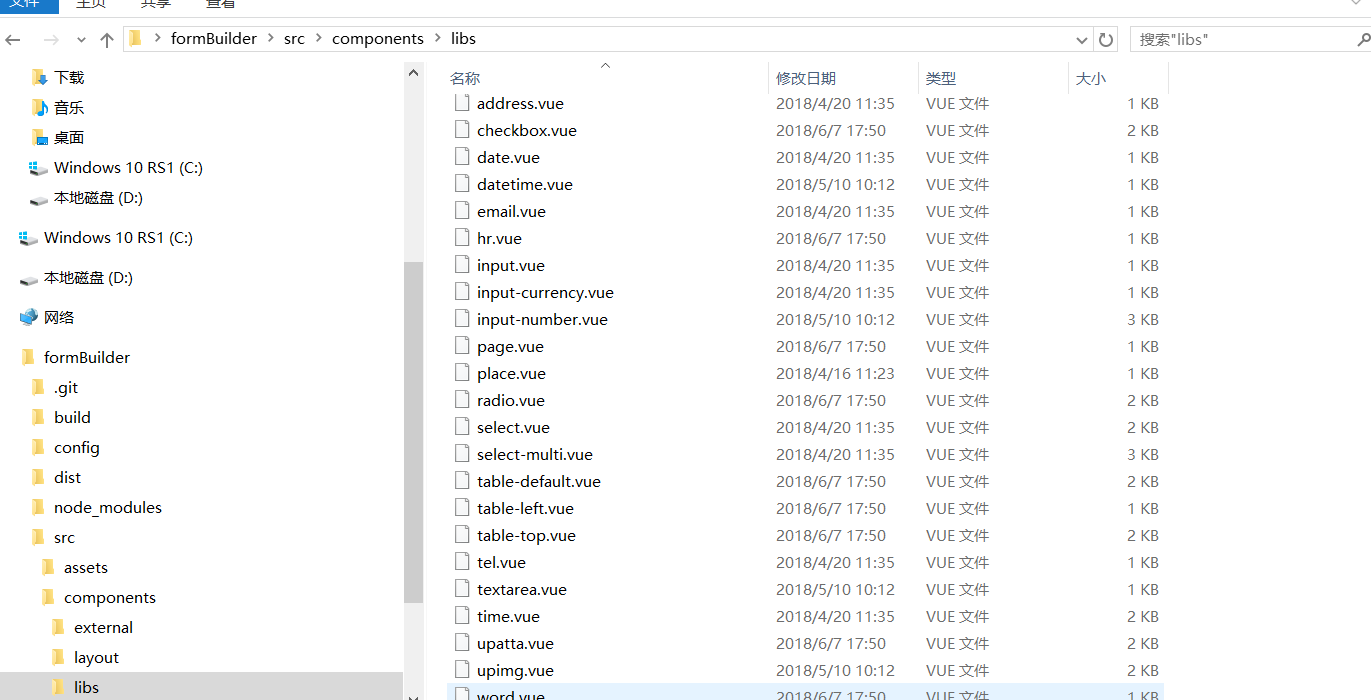 文件 主页 共享 查看
formBuilder src components libs
搜索"libs"
下载
音乐
桌面
Windows 10 RS1 (C:)
本地磁盘 (D:)
Windows 10 RS1 (C:)
本地磁盘 (D:)
网络
formBuilder
.git
build
config
dist
node_modules
src
assets
components
external
layout
libs
名称 修改日期 类型 大小
address.vue 2018/4/20 11:35 VUE 文件 1 KB
checkbox.vue 2018/6/7 17:50 VUE 文件 2 KB
date.vue 2018/4/20 11:35 VUE 文件 1 KB
datetime.vue 2018/5/10 10:12 VUE 文件 1 KB
email.vue 2018/4/20 11:35 VUE 文件 1 KB
hr.vue 2018/6/7 17:50 VUE 文件 1 KB
input.vue 2018/4/20 11:35 VUE 文件 1 KB
input-currency.vue 2018/4/20 11:35 VUE 文件 1 KB
input-number.vue 2018/5/10 10:12 VUE 文件 3 KB
page.vue 2018/6/7 17:50 VUE 文件 1 KB
place.vue 2018/4/16 11:23 VUE 文件 1 KB
radio.vue 2018/6/7 17:50 VUE 文件 2 KB
select.vue 2018/4/20 11:35 VUE 文件 2 KB
select-multi.vue 2018/4/20 11:35 VUE 文件 3 KB
table-default.vue 2018/6/7 17:50 VUE 文件 2 KB
table-left.vue 2018/6/7 17:50 VUE 文件 1 KB
table-top.vue 2018/6/7 17:50 VUE 文件 2 KB
tel.vue 2018/4/20 11:35 VUE 文件 1 KB
textarea.vue 2018/5/10 10:12 VUE 文件 1 KB
time.vue 2018/4/20 11:35 VUE 文件 2 KB
upatta.vue 2018/6/7 17:50 VUE 文件 2 KB
upimg.vue 2018/5/10 10:12 VUE 文件 2 KB
word.vue 2018/6/7 17:50 VUE 文件 1 KB